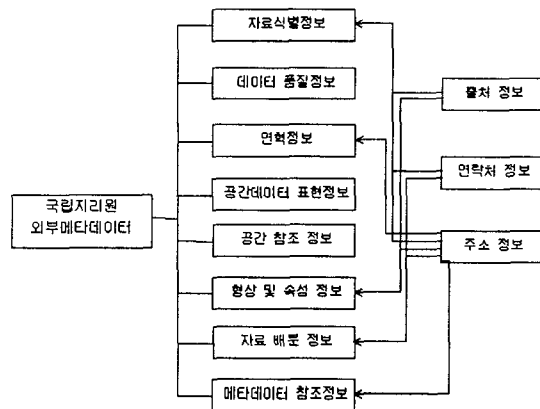 자료식별정보
데이터 품질정보
연혁정보
공간데이터 표현정보
공간 참조 정보
형상 및 속성 정보
자료 배분 정보
메타데이터 참조정보
국립지리원
외부메타데이터
출처 정보
연락처 정보
주소 정보